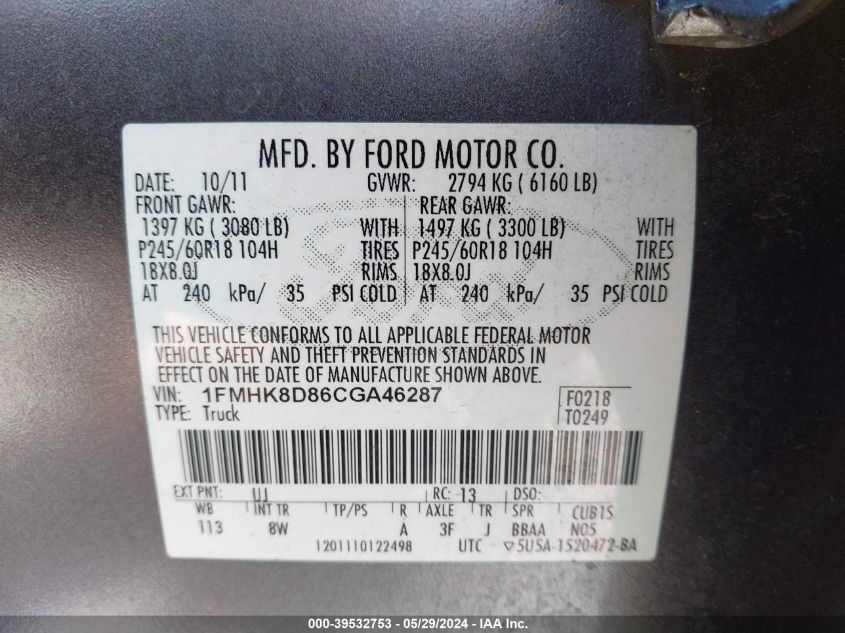 MFD. BY FORD MOTOR CO.
DATE: 10/11 GVWR: 2794 KG ( 6160 LB)
FRONT GAWR: REAR GAWR:
1397 KG ( 3080 LB) WITH 1497 KG ( 3300 LB) WITH
P245/60R18 104H TIRES P245/60R18 104H TIRES
18X8.0J RIMS 18X8.0J RIMS
AT 240 kPa/ 35 PSI COLD AT 240 kPa/ 35 PSI COLD
THIS VEHICLE CONFORMS TO ALL APPLICABLE FEDERAL MOTOR
VEHICLE SAFETY AND THEFT PREVENTION STANDARDS IN
EFFECT ON THE DATE OF MANUFACTURE SHOWN ABOVE.
VIN: 1FMHK8D86CGA46287 F0218
TYPE: Truck T0249
EXT PNT: UJ RC: 13 DSO:
WB INT TR TP/PS R AXLE TR SPR CUB1S
113 8W A 3F J BBAA N05
1201110122498 UTC ▽5U5A-1520472-BA
000-39532753 - 05/29/2024 - IAA Inc.